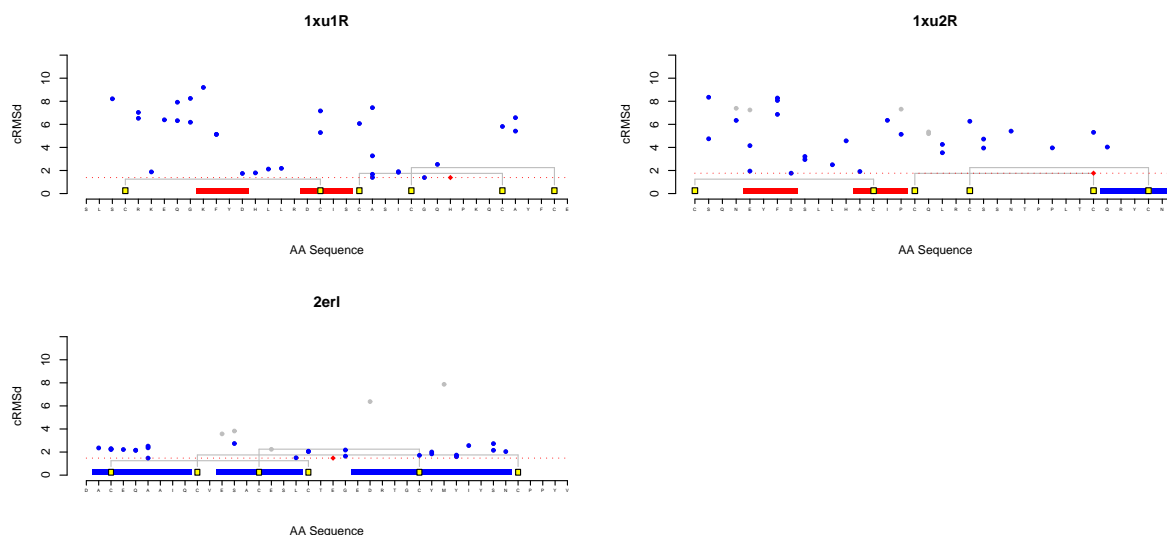 1xu1R
cRMSd
0 2 4 6 8 10
S L S C R K E Q G K F Y D H L L R D C I S C A S I C G Q H P K Q C A Y F C E
AA Sequence
1xu2R
cRMSd
0 2 4 6 8 10
C S Q N E Y F D S L L H A C I P C Q L R C S S N T P P L T C Q R Y C N
AA Sequence
2erl
cRMSd
0 2 4 6 8 10
D A C E Q A A I Q C V E S A C E S L C T E G E D R T G C Y M Y I Y S N C P P Y V
AA Sequence